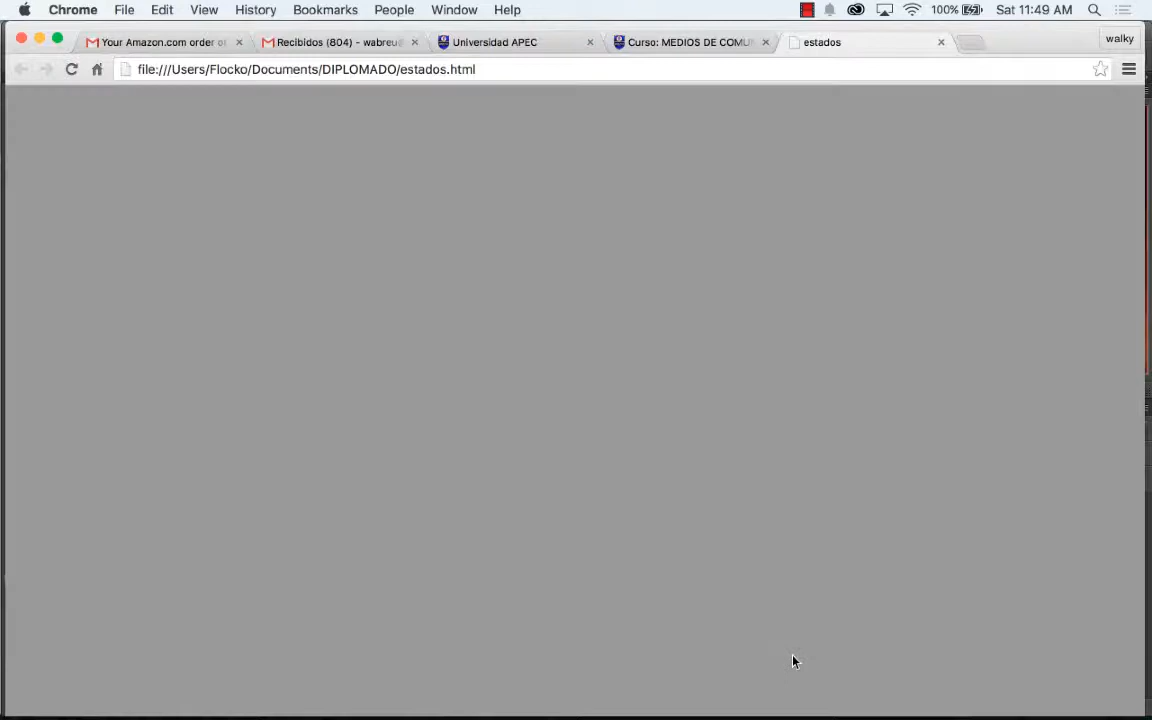 Chrome File Edit View History Bookmarks People Window Help 100% Sat 11:49 AM
Your Amazon.com order Recibidos (804) - wabreu Universidad APEC Curso: MEDIOS DE COMU estados walky
file:///Users/Flocko/Documents/DIPLOMADO/estados.html